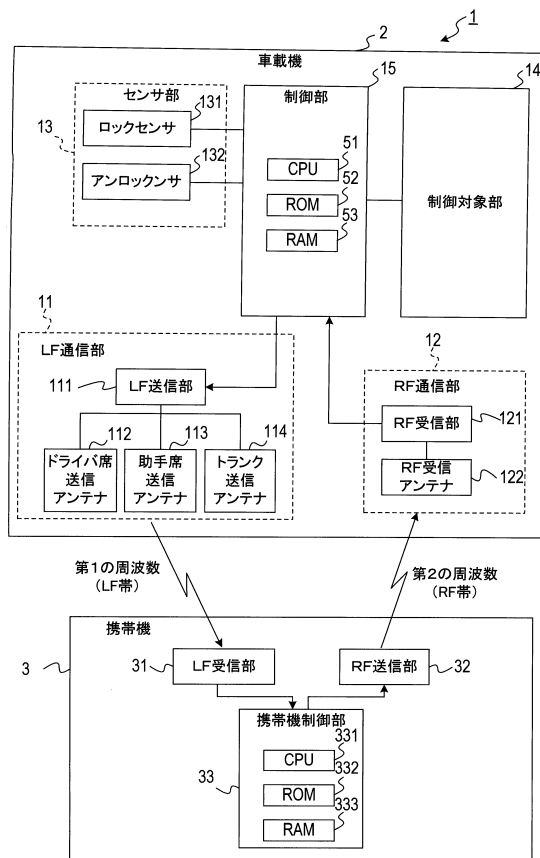 1
2
車載機
センサ部
13
131
ロックセンサ
132
アンロックンサ
15
制御部
51
CPU
52
ROM
53
RAM
14
制御対象部
11
LF通信部
111
LF送信部
112
ドライバ席
送信
アンテナ
113
助手席
送信
アンテナ
114
トランク
送信
アンテナ
12
RF通信部
RF受信部
121
RF受信
アンテナ
122
第1の周波数
(LF帯)
第2の周波数
(RF帯)
携帯機
3
31
LF受信部
RF送信部
32
携帯機制御部
33
331
CPU
332
ROM
333
RAM